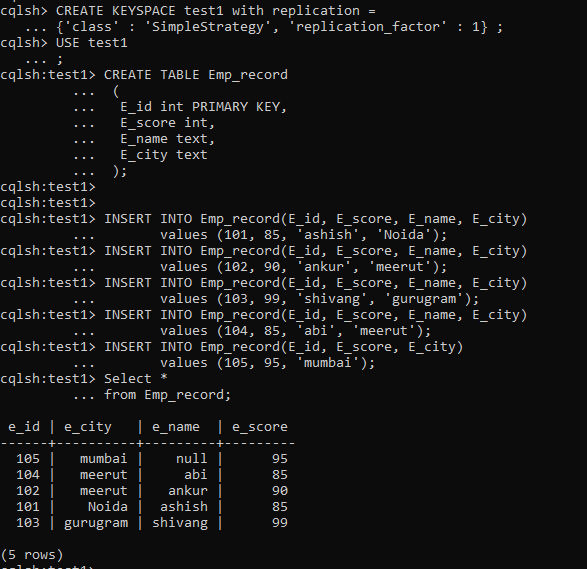 cqlsh> CREATE KEYSPACE test1 with replication =
   ... {'class' : 'SimpleStrategy', 'replication_factor' : 1} ;
cqlsh> USE test1
   ... ;
cqlsh:test1> CREATE TABLE Emp_record
         ...  (
         ...   E_id int PRIMARY KEY,
         ...   E_score int,
         ...   E_name text,
         ...   E_city text
         ...  );
cqlsh:test1>
cqlsh:test1>
cqlsh:test1> INSERT INTO Emp_record(E_id, E_score, E_name, E_city)
         ...        values (101, 85, 'ashish', 'Noida');
cqlsh:test1> INSERT INTO Emp_record(E_id, E_score, E_name, E_city)
         ...        values (102, 90, 'ankur', 'meerut');
cqlsh:test1> INSERT INTO Emp_record(E_id, E_score, E_name, E_city)
         ...        values (103, 99, 'shivang', 'gurugram');
cqlsh:test1> INSERT INTO Emp_record(E_id, E_score, E_name, E_city)
         ...        values (104, 85, 'abi', 'meerut');
cqlsh:test1> INSERT INTO Emp_record(E_id, E_score, E_city)
         ...        values (105, 95, 'mumbai');
cqlsh:test1> Select *
         ... from Emp_record;

 e_id | e_city   | e_name  | e_score
------+----------+---------+---------
  105 |   mumbai |    null |      95
  104 |   meerut |     abi |      85
  102 |   meerut |   ankur |      90
  101 |    Noida |  ashish |      85
  103 | gurugram | shivang |      99

(5 rows)
cqlsh:test1>